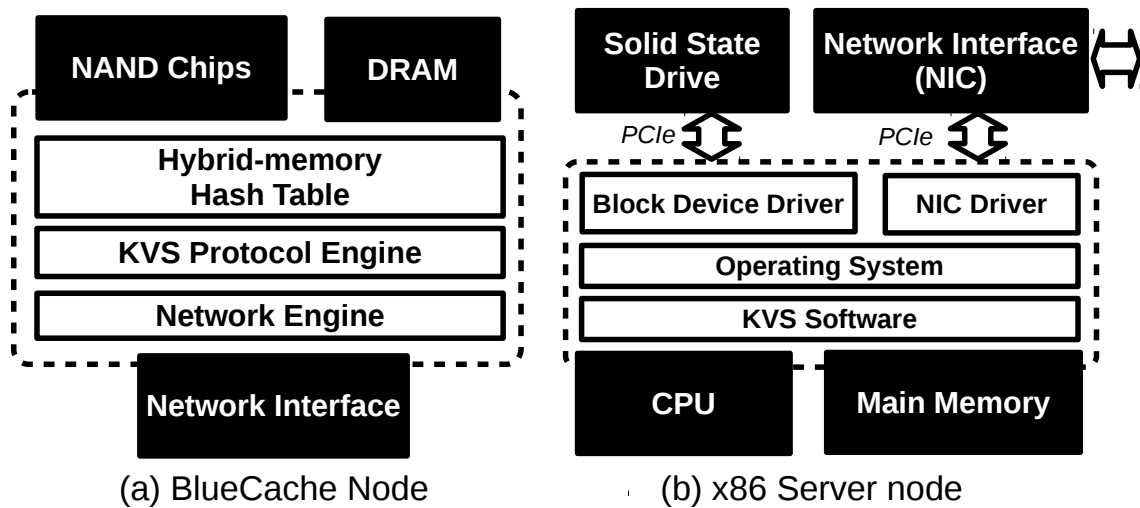 NAND Chips
DRAM
Hybrid-memory
Hash Table
KVS Protocol Engine
Network Engine
Network Interface
(a) BlueCache Node
Solid State
Drive
Network Interface
(NIC)
PCIe
PCIe
Block Device Driver
NIC Driver
Operating System
KVS Software
CPU
Main Memory
(b) x86 Server node